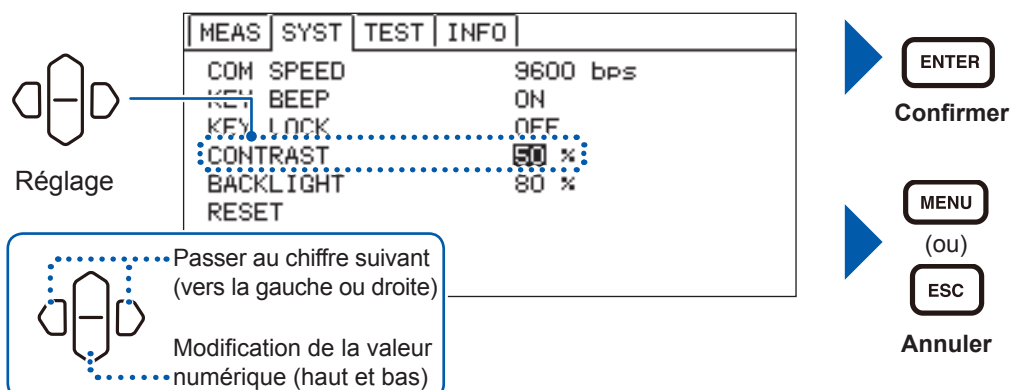 MEAS SYST TEST INFO
COM SPEED 9600 bps
KEY BEEP ON
KEY LOCK OFF
CONTRAST 50 %
BACKLIGHT 80 %
RESET
Réglage
Passer au chiffre suivant
(vers la gauche ou droite)
Modification de la valeur
numérique (haut et bas)
ENTER
Confirmer
MENU
(ou)
ESC
Annuler